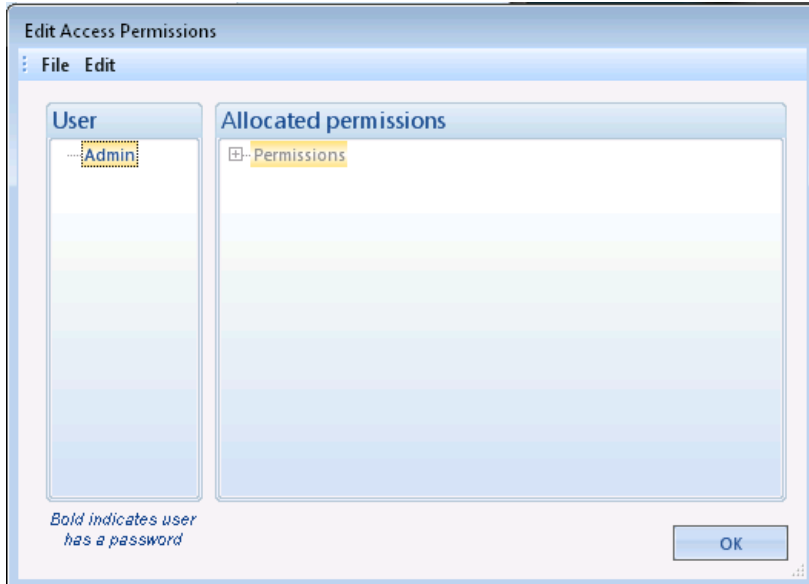 Edit Access Permissions
File Edit
User
Allocated permissions
Admin
Permissions
Bold indicates user
has a password
OK